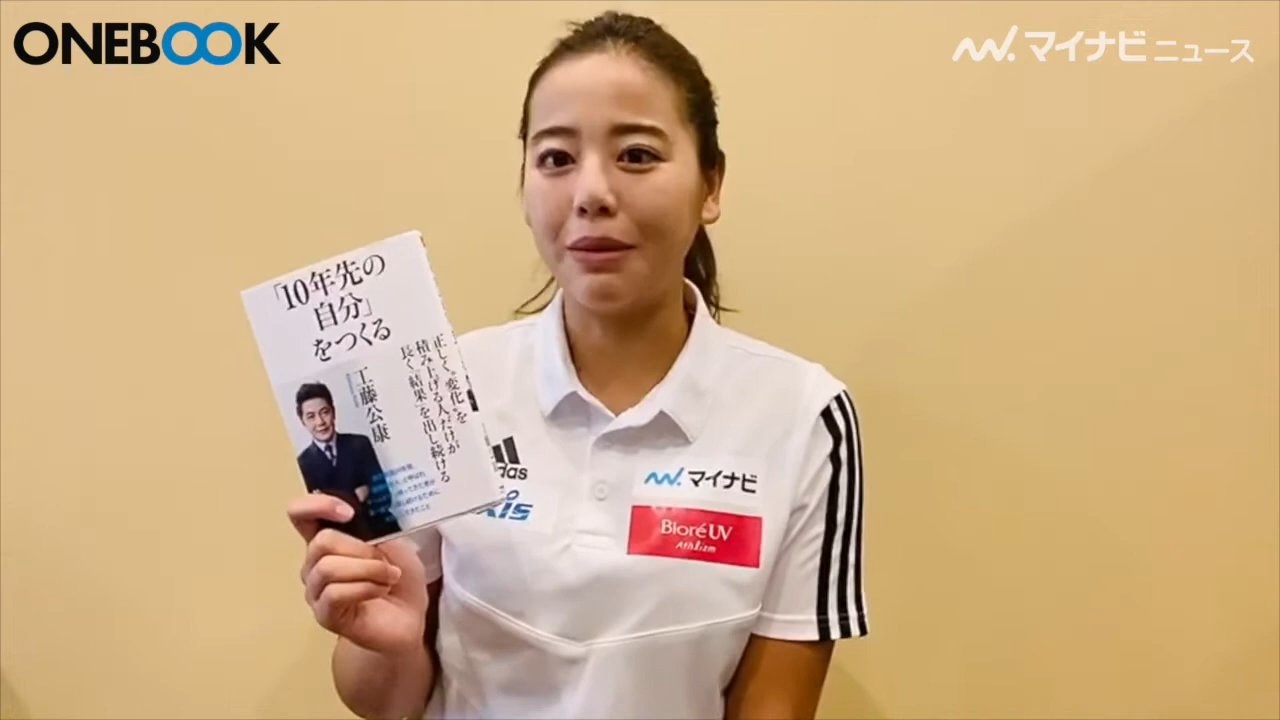 ONEBOOK
マイナビニュース
「10年先の
自分」
をつくる
工藤公康
正しく“変化”を
積み上げる人だけが
長く「結果」を出し続ける
マイナビ
Bioré UV
Athlizm